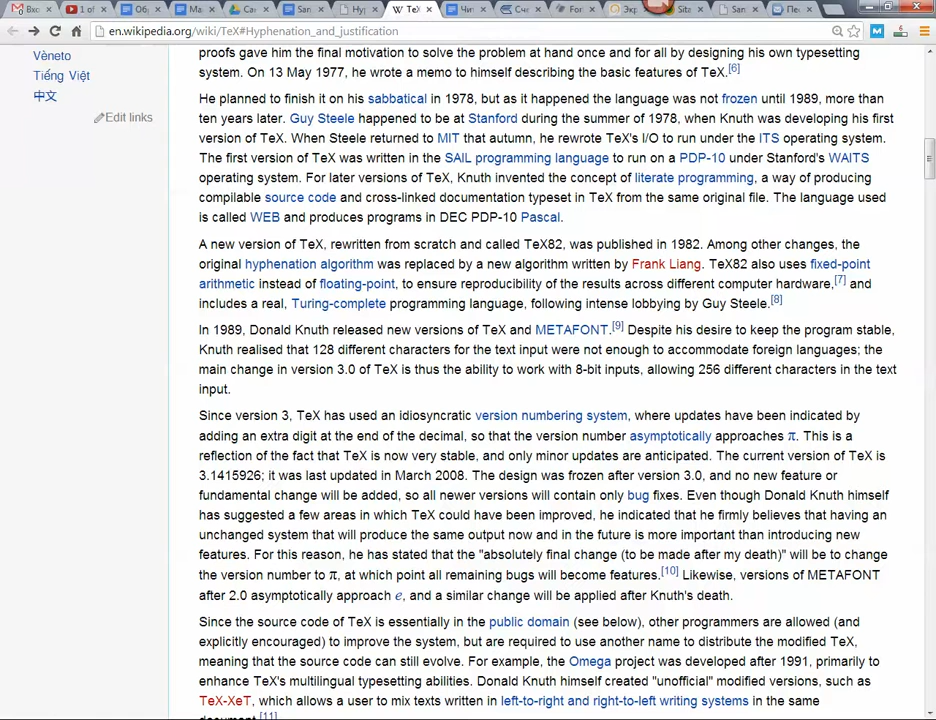 Вхо
1 of
Об
Ма
Са
San
Hy
W TeX
Чи
Сч
For
Экр
Sitz
San
Пе
en.wikipedia.org/wiki/TeX#Hyphenation_and_justification
Vèneto
Tiếng Việt
中文
Edit links
proofs gave him the final motivation to solve the problem at hand once and for all by designing his own typesetting
system. On 13 May 1977, he wrote a memo to himself describing the basic features of TeX.[6]
He planned to finish it on his sabbatical in 1978, but as it happened the language was not frozen until 1989, more than
ten years later. Guy Steele happened to be at Stanford during the summer of 1978, when Knuth was developing his first
version of TeX. When Steele returned to MIT that autumn, he rewrote TeX's I/O to run under the ITS operating system.
The first version of TeX was written in the SAIL programming language to run on a PDP-10 under Stanford's WAITS
operating system. For later versions of TeX, Knuth invented the concept of literate programming, a way of producing
compilable source code and cross-linked documentation typeset in TeX from the same original file. The language used
is called WEB and produces programs in DEC PDP-10 Pascal.
A new version of TeX, rewritten from scratch and called TeX82, was published in 1982. Among other changes, the
original hyphenation algorithm was replaced by a new algorithm written by Frank Liang. TeX82 also uses fixed-point
arithmetic instead of floating-point, to ensure reproducibility of the results across different computer hardware,[7] and
includes a real, Turing-complete programming language, following intense lobbying by Guy Steele.[8]
In 1989, Donald Knuth released new versions of TeX and METAFONT.[9] Despite his desire to keep the program stable,
Knuth realised that 128 different characters for the text input were not enough to accommodate foreign languages; the
main change in version 3.0 of TeX is thus the ability to work with 8-bit inputs, allowing 256 different characters in the text
input.
Since version 3, TeX has used an idiosyncratic version numbering system, where updates have been indicated by
adding an extra digit at the end of the decimal, so that the version number asymptotically approaches π. This is a
reflection of the fact that TeX is now very stable, and only minor updates are anticipated. The current version of TeX is
3.1415926; it was last updated in March 2008. The design was frozen after version 3.0, and no new feature or
fundamental change will be added, so all newer versions will contain only bug fixes. Even though Donald Knuth himself
has suggested a few areas in which TeX could have been improved, he indicated that he firmly believes that having an
unchanged system that will produce the same output now and in the future is more important than introducing new
features. For this reason, he has stated that the "absolutely final change (to be made after my death)" will be to change
the version number to π, at which point all remaining bugs will become features.[10] Likewise, versions of METAFONT
after 2.0 asymptotically approach e, and a similar change will be applied after Knuth's death.
Since the source code of TeX is essentially in the public domain (see below), other programmers are allowed (and
explicitly encouraged) to improve the system, but are required to use another name to distribute the modified TeX,
meaning that the source code can still evolve. For example, the Omega project was developed after 1991, primarily to
enhance TeX's multilingual typesetting abilities. Donald Knuth himself created "unofficial" modified versions, such as
TeX-XeT, which allows a user to mix texts written in left-to-right and right-to-left writing systems in the same
document.[11]